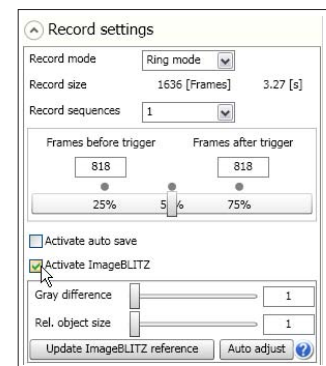 Record settings
Record mode Ring mode
Record size 1636 [Frames] 3.27 [s]
Record sequences 1
Frames before trigger Frames after trigger
818 818
25% 5 % 75%
Activate auto save
Activate ImageBLITZ
Gray difference 1
Rel. object size 1
Update ImageBLITZ reference Auto adjust ?